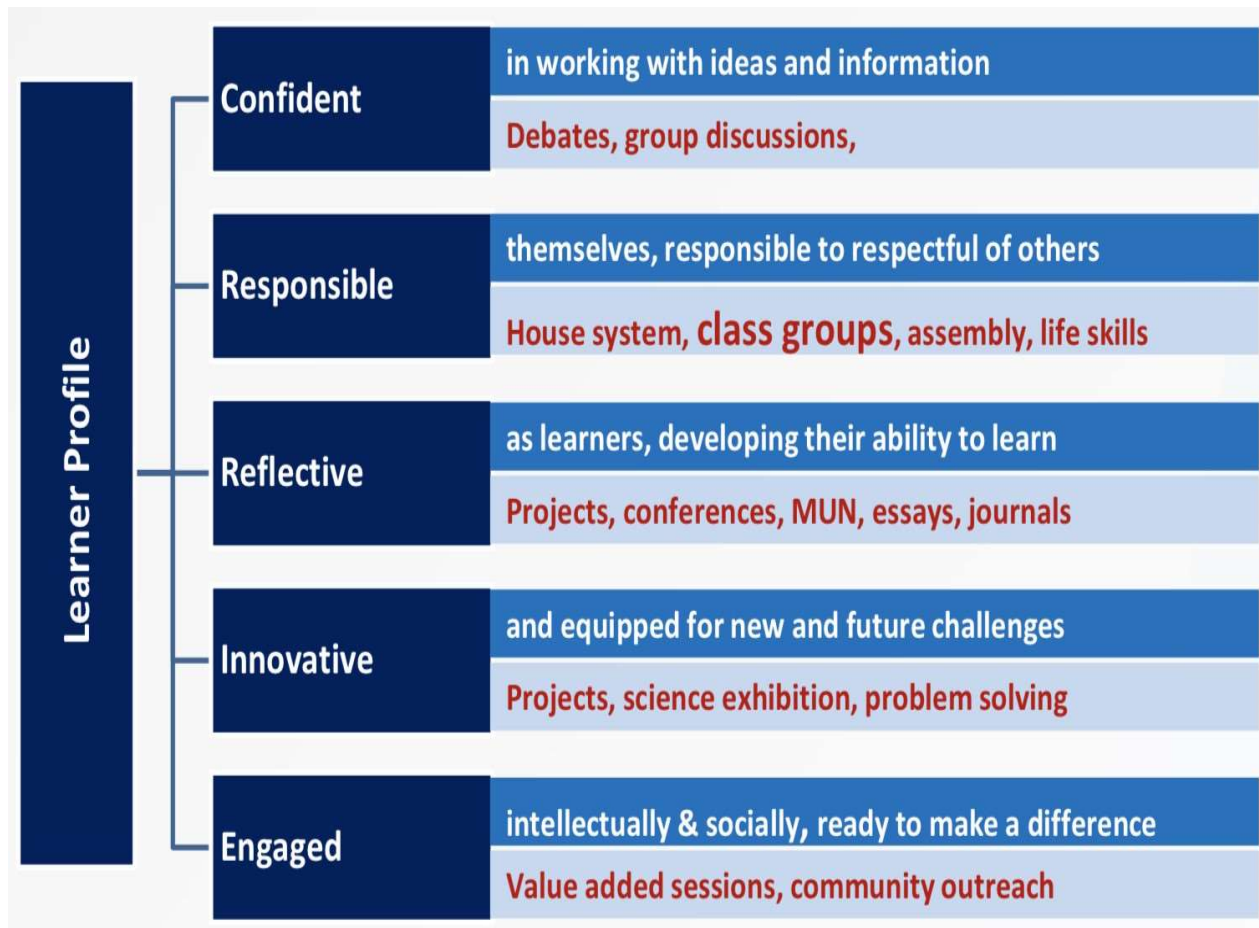 Learner Profile
Confident
in working with ideas and information
Debates, group discussions,
Responsible
themselves, responsible to respectful of others
House system, class groups, assembly, life skills
Reflective
as learners, developing their ability to learn
Projects, conferences, MUN, essays, journals
Innovative
and equipped for new and future challenges
Projects, science exhibition, problem solving
Engaged
intellectually & socially, ready to make a difference
Value added sessions, community outreach